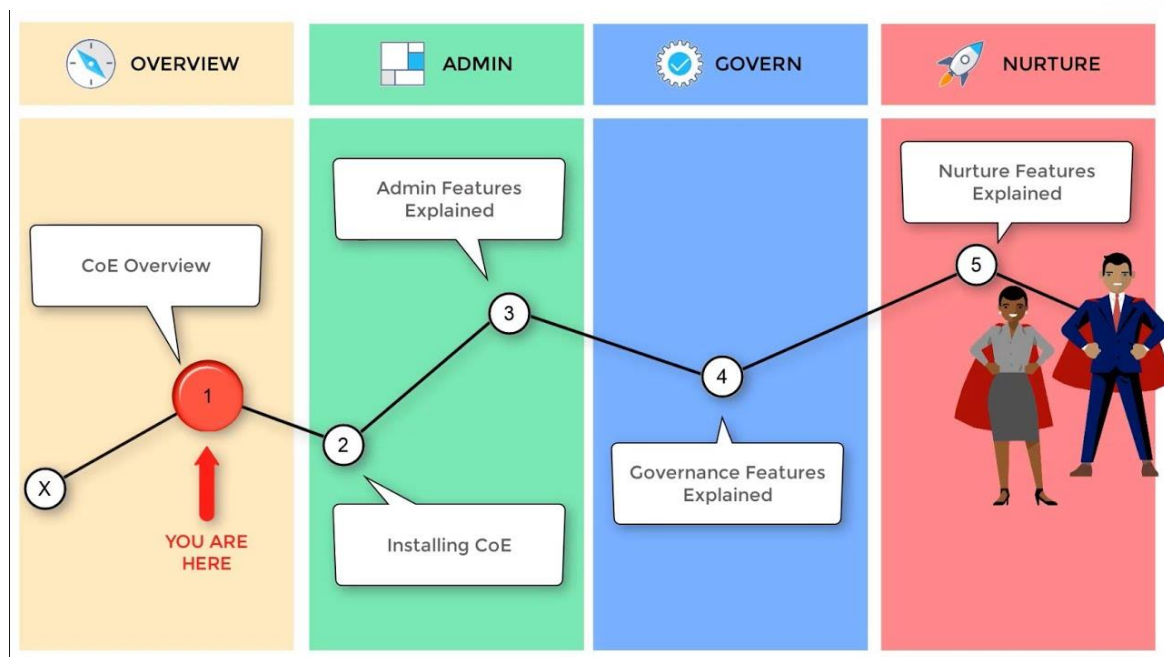 OVERVIEW
ADMIN
GOVERN
NURTURE
CoE Overview
1
X
YOU ARE
HERE
Admin Features
Explained
3
2
Installing CoE
4
Governance Features
Explained
Nurture Features
Explained
5